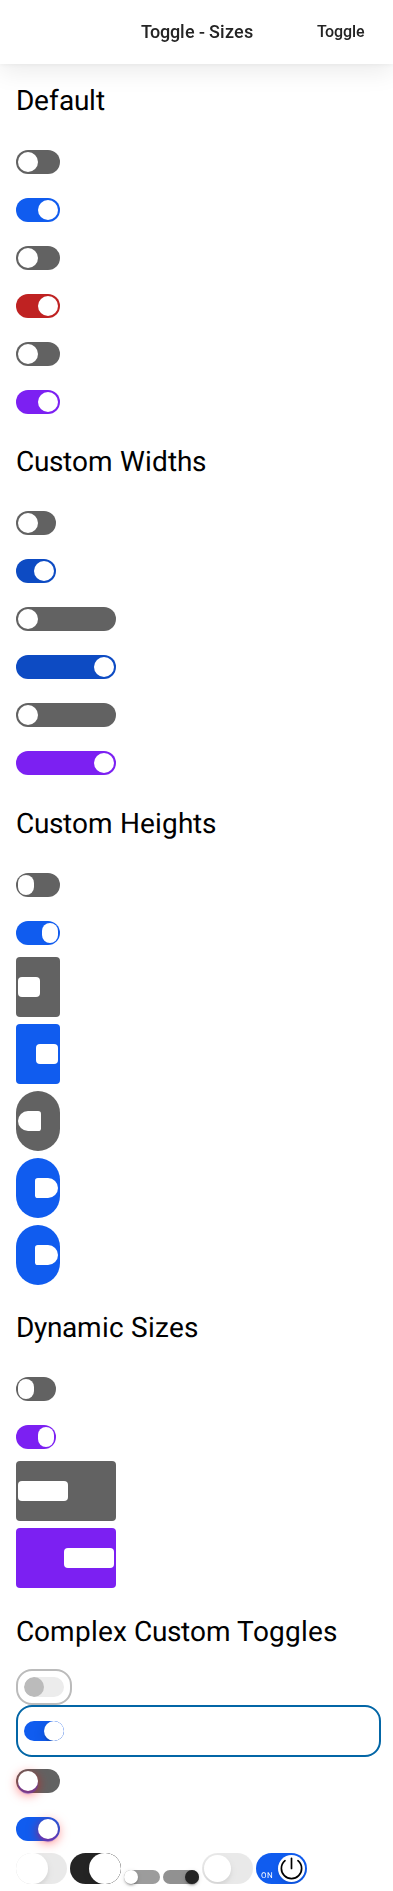 Toggle - Sizes
Toggle
Default
Custom Widths
Custom Heights
Dynamic Sizes
Complex Custom Toggles
ON